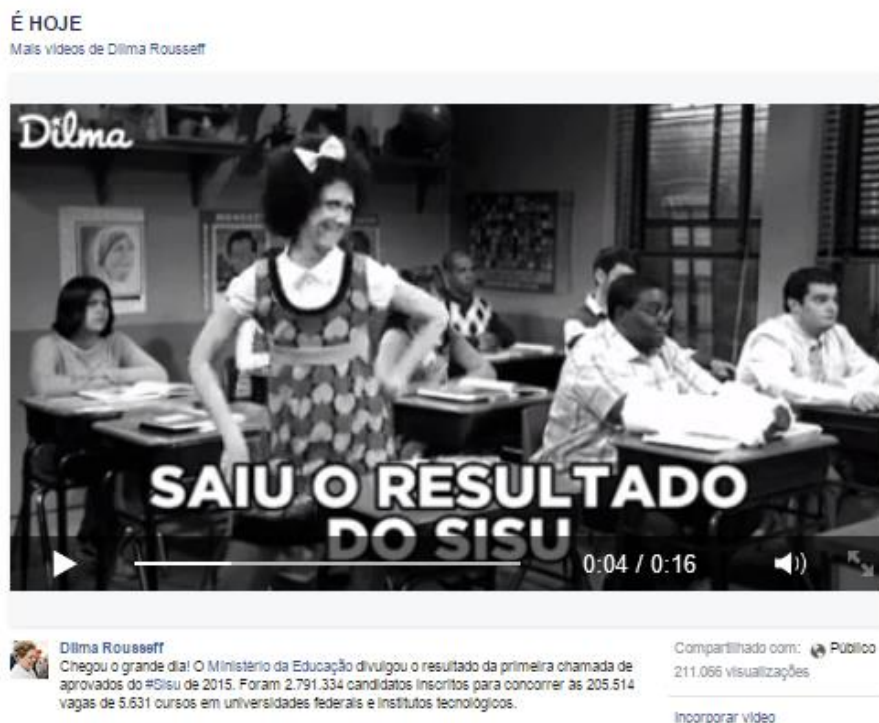 É HOJE
Mais vídeos de Dilma Rousseff
Dilma
SAIU O RESULTADO
DO SISU
0:04 / 0:16
Dilma Rousseff
Chegou o grande dia! O Ministério da Educação divulgou o resultado da primeira chamada de
aprovados do #Sisu de 2015. Foram 2.791.334 candidatos inscritos para concorrer às 205.514
vagas de 5.631 cursos em universidades federais e institutos tecnológicos.
Compartilhado com: Público
211.066 visualizações
Incorporar vídeo